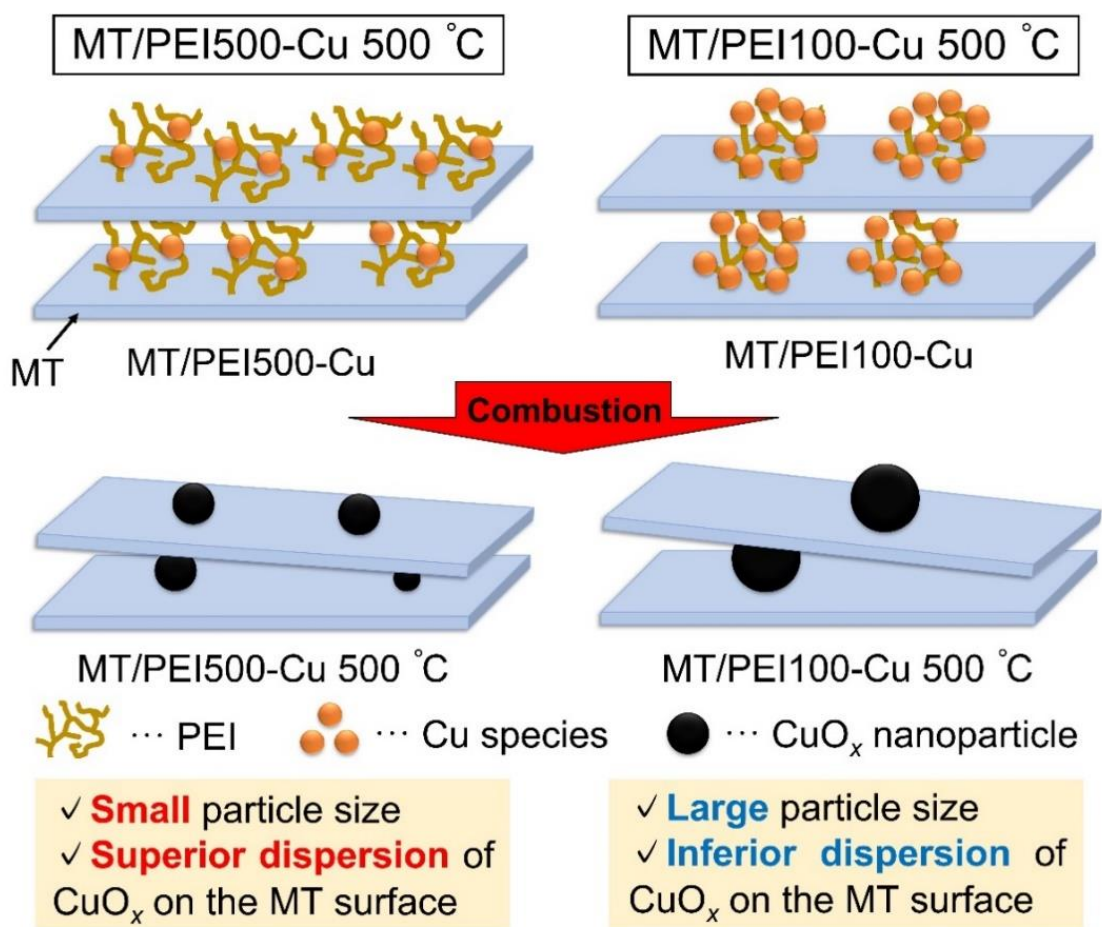 MT/PEI500-Cu 500 °C
MT/PEI100-Cu 500 °C
MT
MT/PEI500-Cu
MT/PEI100-Cu
Combustion
MT/PEI500-Cu 500 °C
MT/PEI100-Cu 500 °C
··· PEI
··· Cu species
··· CuOx nanoparticle
✓ Small particle size
✓ Superior dispersion of
CuOx on the MT surface
✓ Large particle size
✓ Inferior dispersion of
CuOx on the MT surface